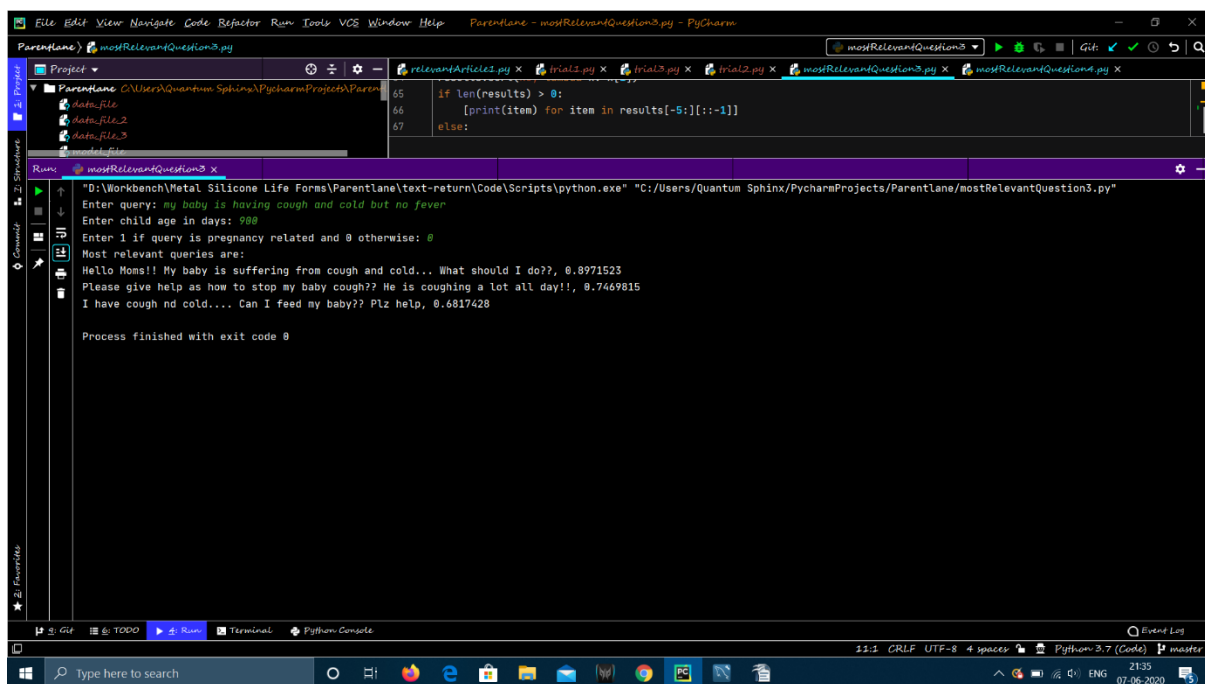 File Edit View Navigate Code Refactor Run Tools VCS Window Help Parentlane - mostRelevantQuestion3.py - PyCharm
Parentlane mostRelevantQuestion3.py mostRelevantQuestion3 Git:
Project relevantArticle1.py trial1.py trial3.py trial2.py mostRelevantQuestion3.py mostRelevantQuestion4.py
Parentlane C:\Users\Quantum Sphinx\PycharmProjects\Paren
data_file
data_file_2
data_file_3
model_file
65 if len(results) > 0:
66 [print(item) for item in results[-5:][::-1]]
67 else:
1: Project
7: Structure
Commit
2: Favorites
Run: mostRelevantQuestion3
"D:\Workbench\Metal Silicone Life Forms\Parentlane\text-return\Code\Scripts\python.exe" "C:/Users/Quantum Sphinx/PycharmProjects/Parentlane/mostRelevantQuestion3.py"
Enter query: my baby is having cough and cold but no fever
Enter child age in days: 900
Enter 1 if query is pregnancy related and 0 otherwise: 0
Most relevant queries are:
Hello Moms!! My baby is suffering from cough and cold... What should I do??, 0.8971523
Please give help as how to stop my baby cough?? He is coughing a lot all day!!, 0.7469815
I have cough nd cold.... Can I feed my baby?? Plz help, 0.6817428
Process finished with exit code 0
9: Git 6: TODO 4: Run Terminal Python Console Event Log
11:1 CRLF UTF-8 4 spaces Python 3.7 (Code) master
Type here to search ENG 21:35
07-06-2020